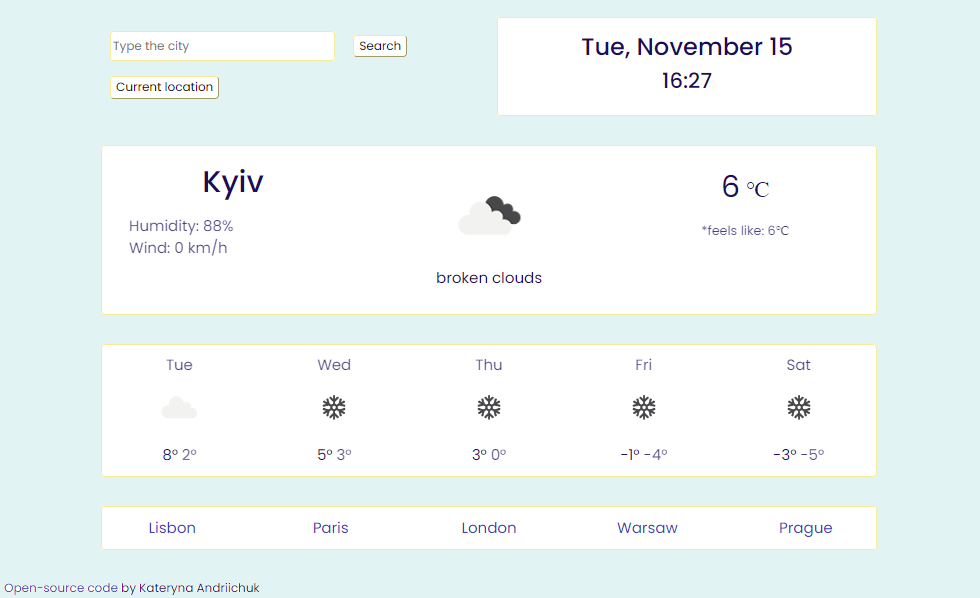 Type the city
Search
Current location
Tue, November 15
16:27
Kyiv
Humidity: 88%
Wind: 0 km/h
broken clouds
6 °C
*feels like: 6°C
Tue Wed Thu Fri Sat
8° 2° 5° 3° 3° 0° -1° -4° -3° -5°
Lisbon Paris London Warsaw Prague
Open-source code by Kateryna Andriichuk